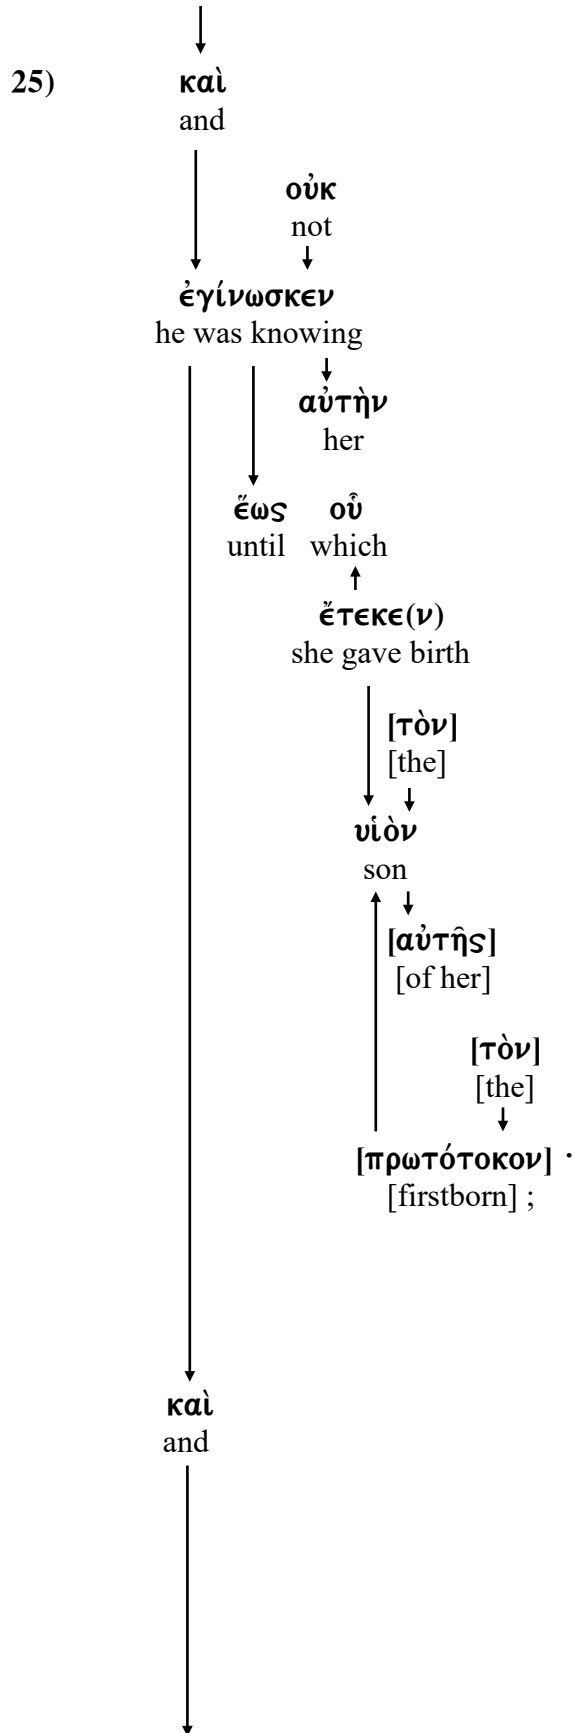 25) καὶ
and
οὐκ
not
ἐγίνωσκεν
he was knowing
αὐτὴν
her
ἕως οὗ
until which
ἔτεκε(ν)
she gave birth
[τὸν]
[the]
υἱὸν
son
[αὐτῆς]
[of her]
[τὸν]
[the]
[πρωτότοκον] ·
[firstborn] ;
καὶ
and